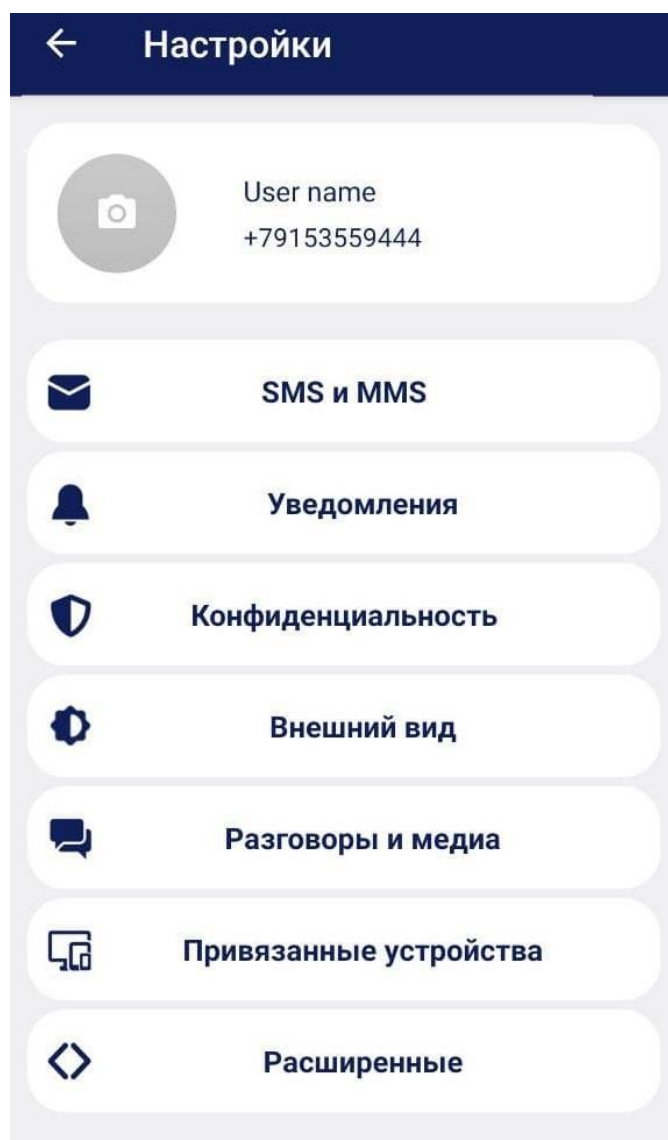 Настройки
User name
+79153559444
SMS и MMS
Уведомления
Конфиденциальность
Внешний вид
Разговоры и медиа
Привязанные устройства
Расширенные